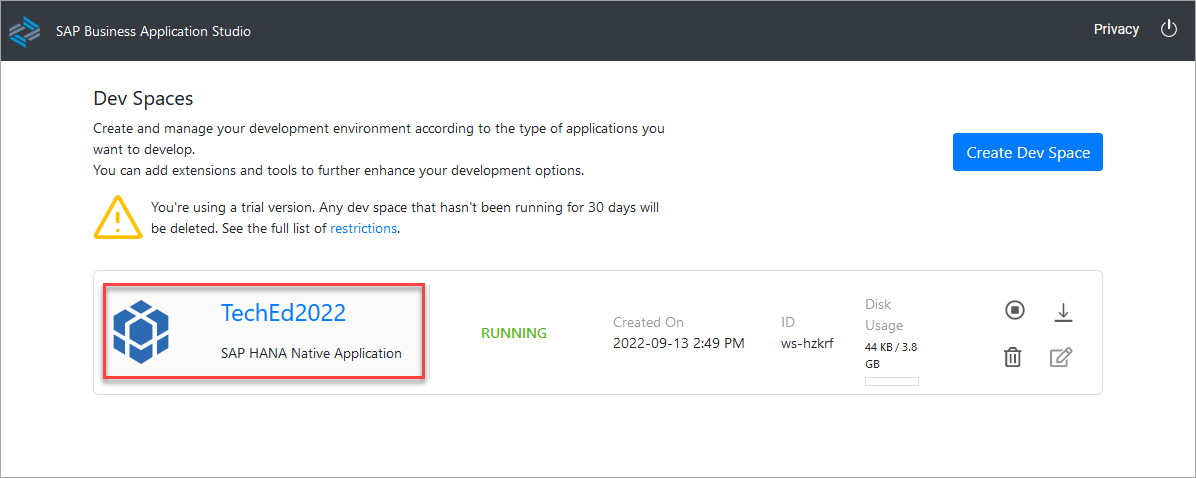 SAP Business Application Studio
Privacy
Dev Spaces
Create and manage your development environment according to the type of applications you
want to develop.
You can add extensions and tools to further enhance your development options.
Create Dev Space
You're using a trial version. Any dev space that hasn't been running for 30 days will
be deleted. See the full list of restrictions.
TechEd2022
SAP HANA Native Application
RUNNING
Created On
2022-09-13 2:49 PM
ID
ws-hzkrf
Disk
Usage
44 KB / 3.8
GB